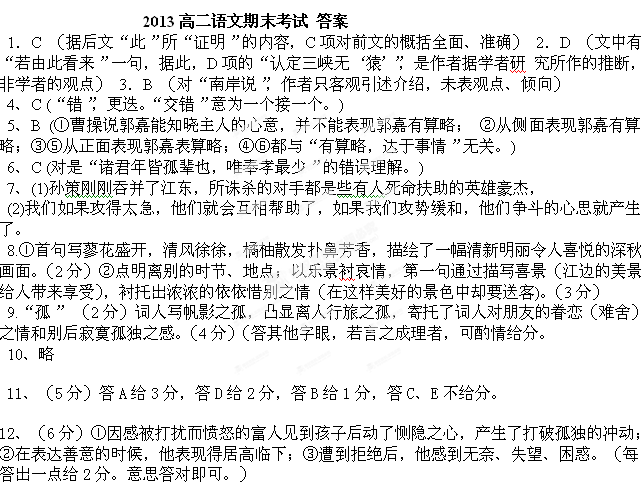 2013高二语文期末考试 答案
1．C （据后文“此”所“证明”的内容，C项对前文的概括全面、准确） 2．D （文中有
“若由此看来”一句，据此，D项的“认定三峡无‘猿’”，是作者据学者研 究所作的推断，
非学者的观点） 3．B （对“南岸说”，作者只客观引述介绍，未表观点、倾向）
4、C (“错”，更迭。“交错”意为一个接一个。)
5、B (①曹操说郭嘉能知晓主人的心意，并不能表现郭嘉有算略； ②从侧面表现郭嘉有算
略；③⑤从正面表现郭嘉表算略；④⑥都与“有算略，达于事情”无关。)
6、C (对是“诸君年皆孤辈也，唯奉孝最少”的错误理解。)
7、(1)孙策刚刚吞并了江东，所诛杀的对手都是些有人死命扶助的英雄豪杰，
(2)我们如果攻得太急，他们就会互相帮助了，如果我们攻势缓和，他们争斗的心思就产生
了。
8.①首句写蓼花盛开，清风徐徐，橘柚散发扑鼻芳香，描绘了一幅清新明丽令人喜悦的深秋
画面。（2分）②点明离别的时节、地点；以乐景衬哀情，第一句通过描写喜景（江边的美景
给人带来享受），衬托出浓浓的依依惜别之情（在这样美好的景色中却要送客)。（3分）
9.“孤 ”（2分）词人写帆影之孤，凸显离人行旅之孤，寄托了词人对朋友的眷恋（难舍）
之情和别后寂寞孤独之感。（4分）（答其他字眼，若言之成理者，可酌情给分。
10、略
11、（5分）答A给3分，答D给2分，答B给1分，答C、E不给分。
12、（6分）①因感被打扰而愤怒的富人见到孩子后动了恻隐之心，产生了打破孤独的冲动；
②在表达善意的时候，他表现得居高临下；③遭到拒绝后，他感到无奈、失望、困惑。（每
答出一点给2分。意思答对即可。）